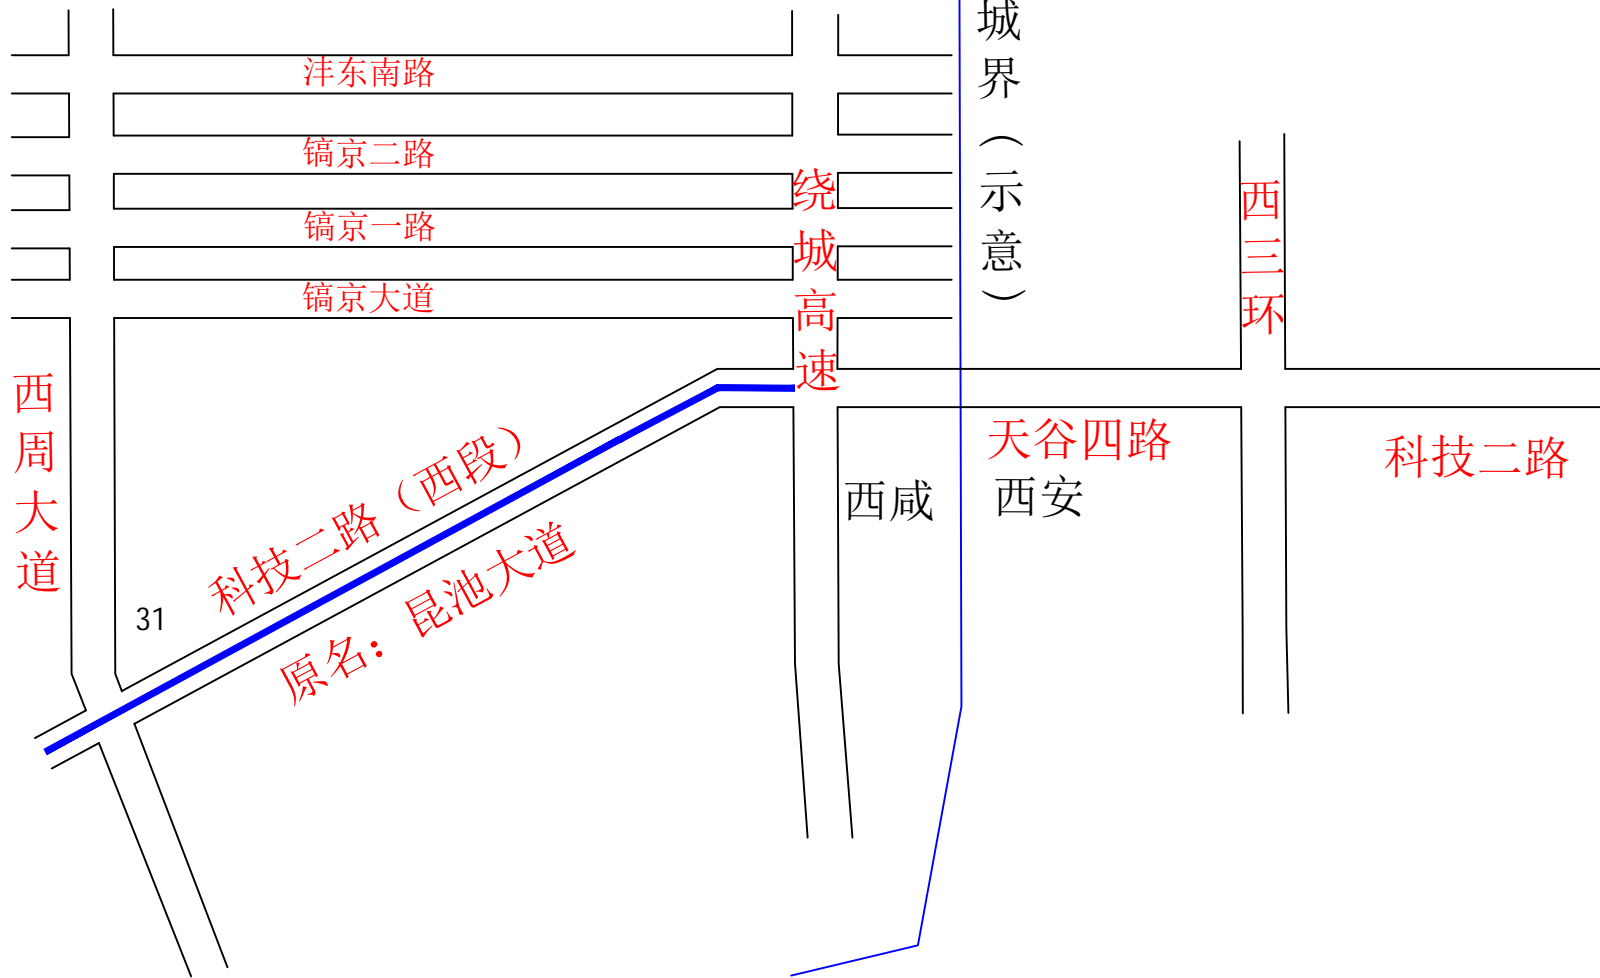 城界（示意）
沣东南路
镐京二路
镐京一路
镐京大道
绕城高速
西三环
西周大道
科技二路（西段）
原名：昆池大道
31
天谷四路
科技二路
西咸
西安